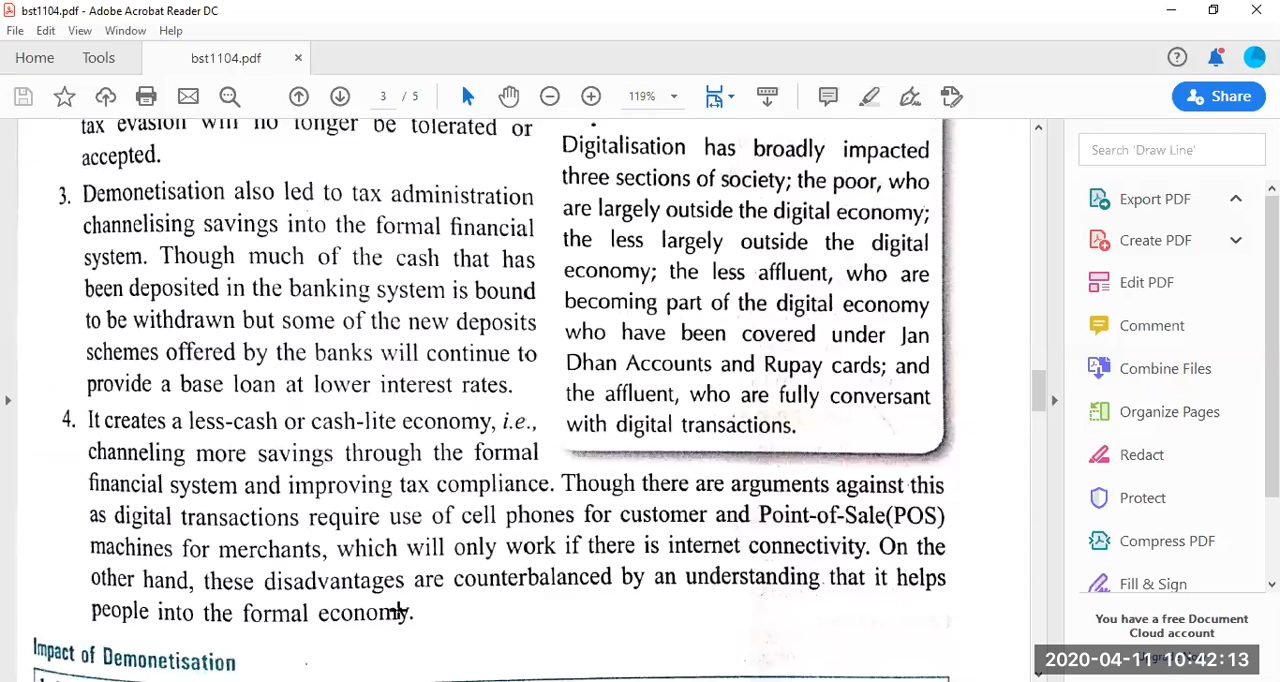 bst1104.pdf - Adobe Acrobat Reader DC
File Edit View Window Help
Home Tools bst1104.pdf
3 / 5 119% Share
tax evasion will no longer be tolerated or
accepted.
3. Demonetisation also led to tax administration
channelising savings into the formal financial
system. Though much of the cash that has
been deposited in the banking system is bound
to be withdrawn but some of the new deposits
schemes offered by the banks will continue to
provide a base loan at lower interest rates.
4. It creates a less-cash or cash-lite economy, i.e.,
channeling more savings through the formal
Digitalisation has broadly impacted
three sections of society; the poor, who
are largely outside the digital economy;
the less largely outside the digital
economy; the less affluent, who are
becoming part of the digital economy
who have been covered under Jan
Dhan Accounts and Rupay cards; and
the affluent, who are fully conversant
with digital transactions.
financial system and improving tax compliance. Though there are arguments against this
as digital transactions require use of cell phones for customer and Point-of-Sale(POS)
machines for merchants, which will only work if there is internet connectivity. On the
other hand, these disadvantages are counterbalanced by an understanding that it helps
people into the formal economy.
Impact of Demonetisation
Search 'Draw Line'
Export PDF
Create PDF
Edit PDF
Comment
Combine Files
Organize Pages
Redact
Protect
Compress PDF
Fill & Sign
You have a free Document
Cloud account
2020-04-11 10:42:13